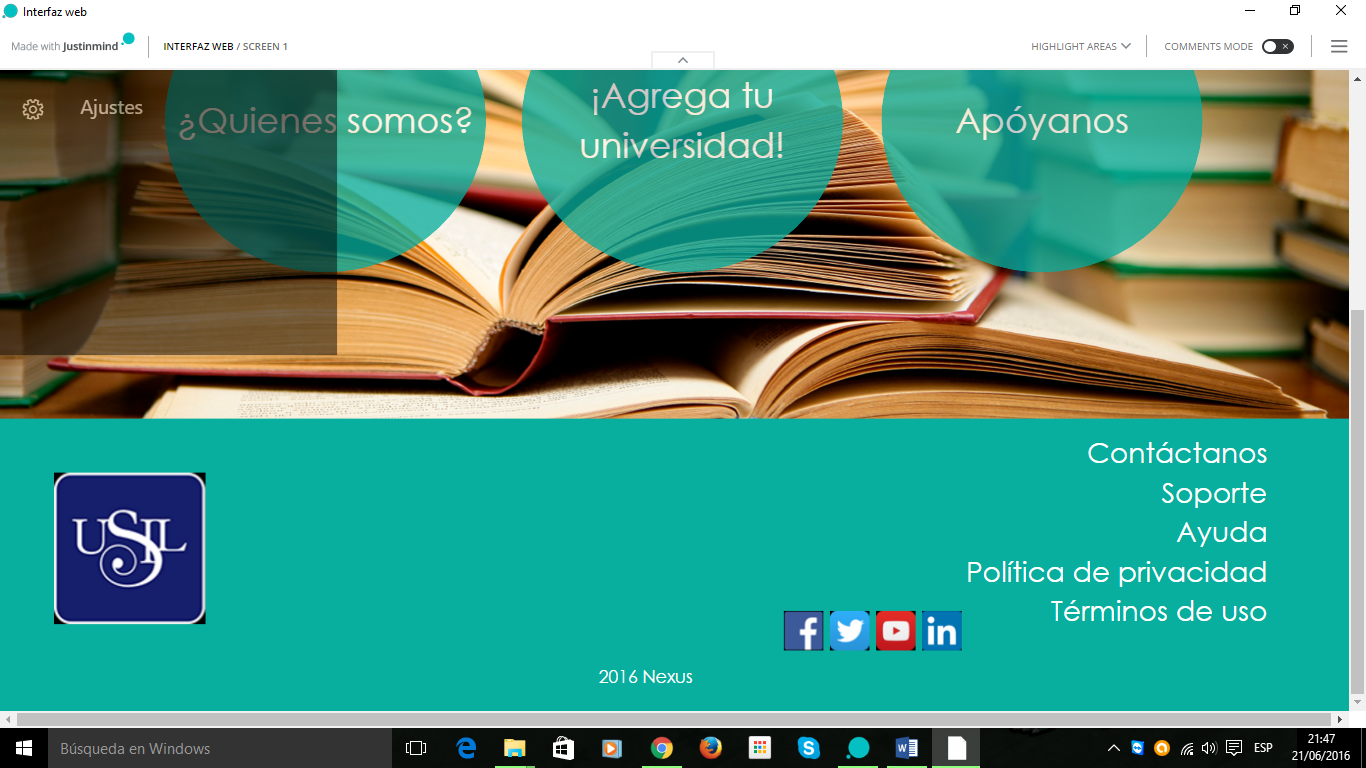 Interfaz web
Made with Justinmind
INTERFAZ WEB / SCREEN 1
HIGHLIGHT AREAS
COMMENTS MODE
Ajustes
¿Quienes somos?
¡Agrega tu
universidad!
Apóyanos
USIL
Contáctanos
Soporte
Ayuda
Política de privacidad
Términos de uso
2016 Nexus
Búsqueda en Windows
ESP
21:47
21/06/2016